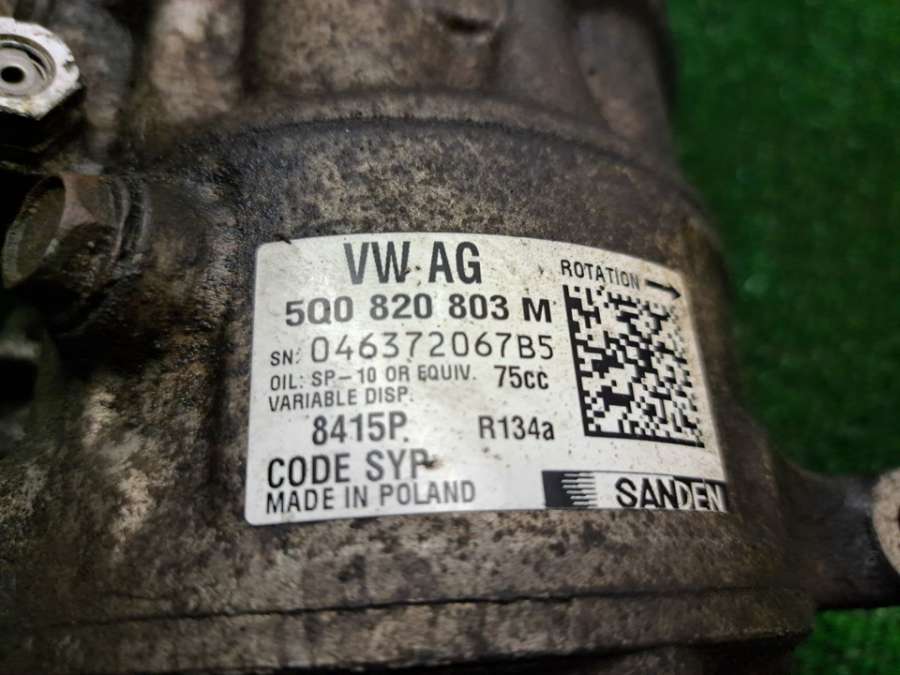 VW AG
5Q0 820 803 M
ROTATION
SN: 046372067B5
OIL: SP-10 OR EQUIV. 75cc
VARIABLE DISP.
8415P. R134a
CODE SYP
MADE IN POLAND
SANDEN